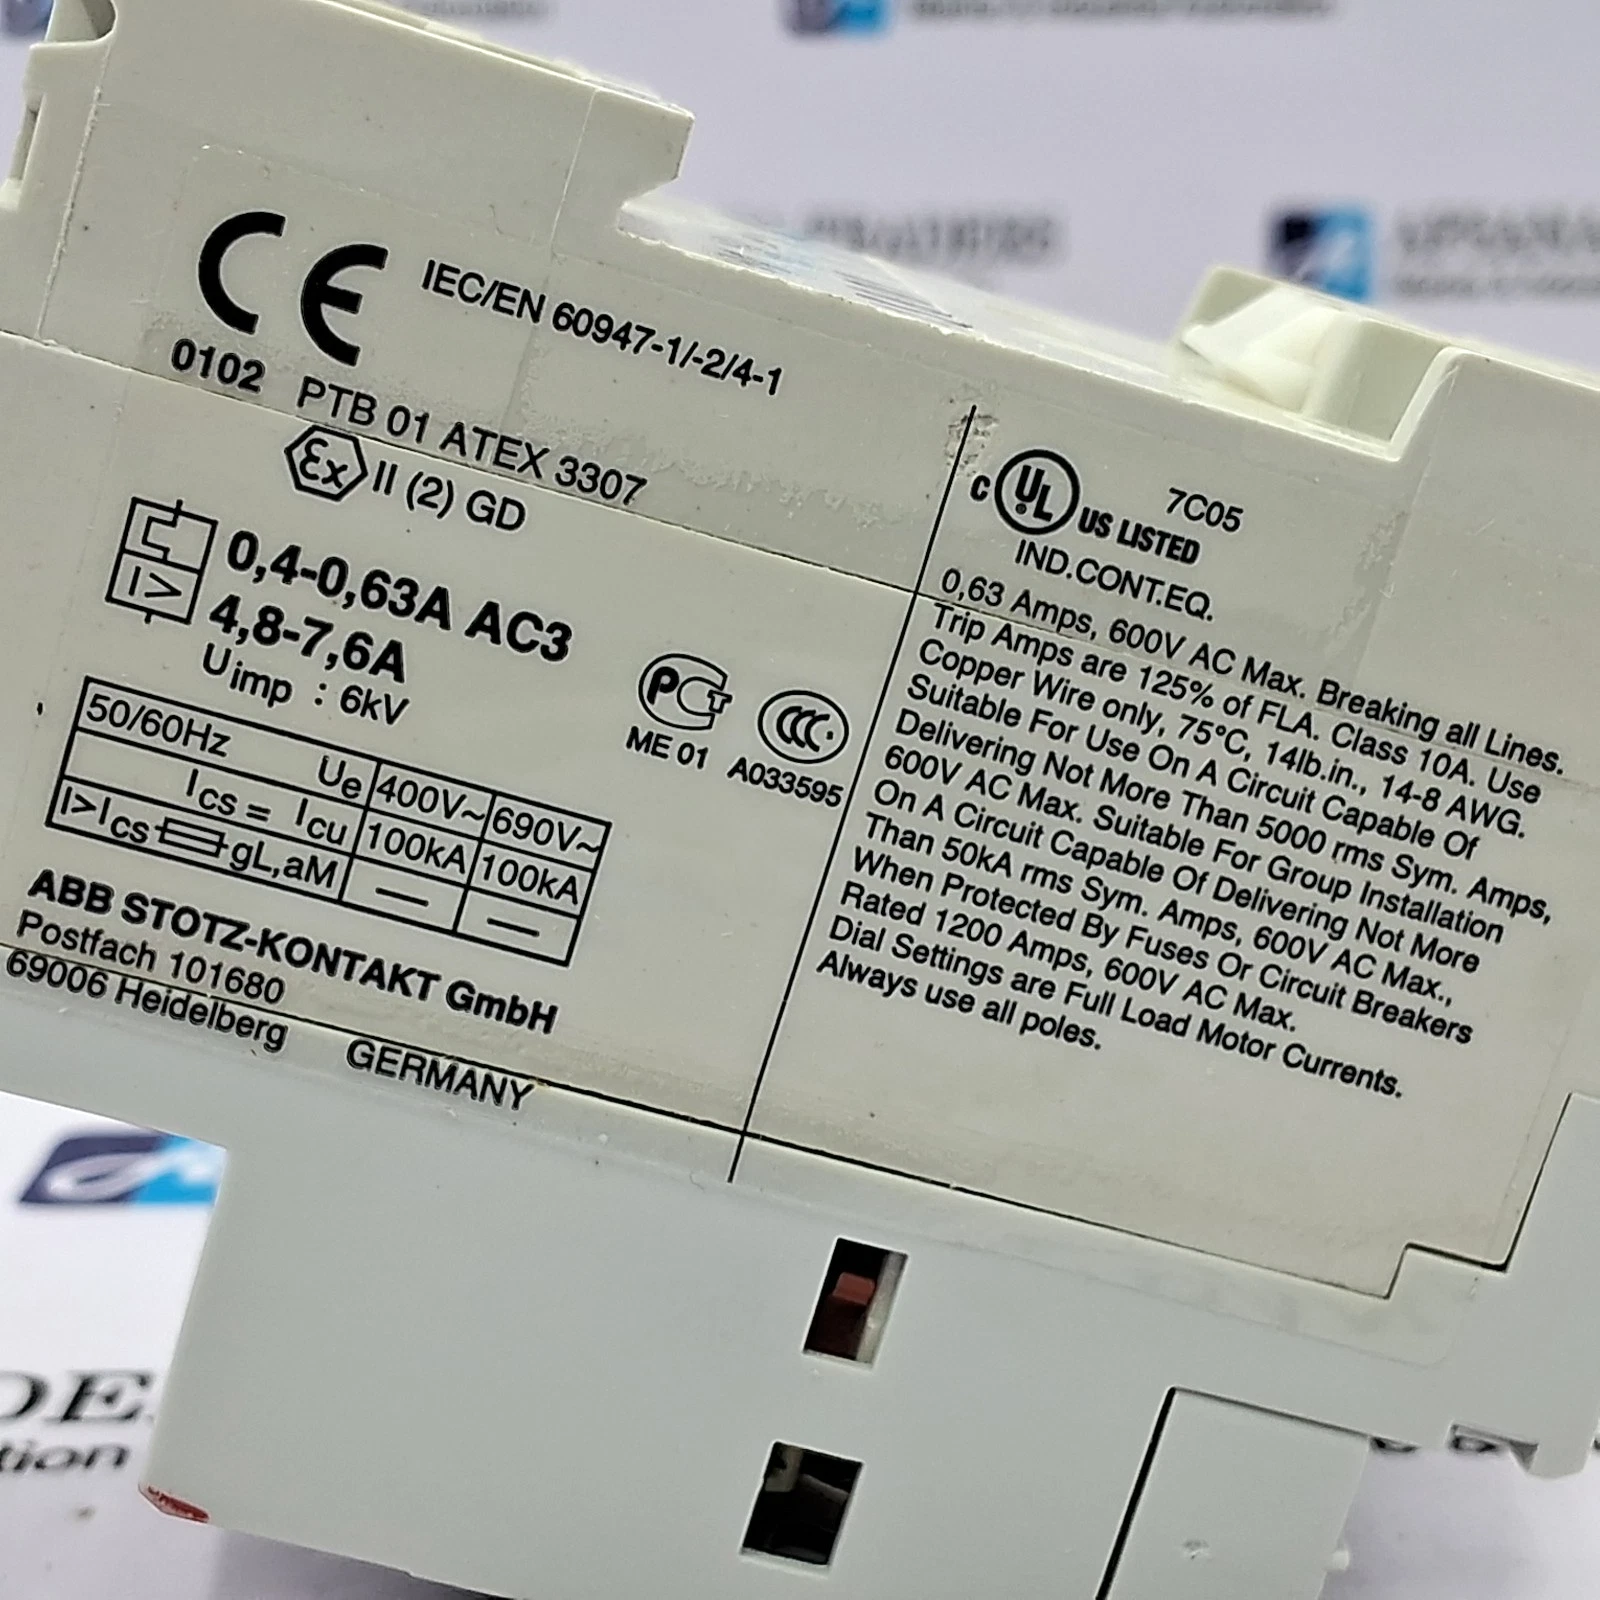 CE
IEC/EN 60947-1/-2/4-1
0102 PTB 01 ATEX 3307
Ex II (2) GD
0,4-0,63A AC3
I> 4,8-7,6A
Uimp : 6kV
PCT CCC
ME 01 A033595
50/60Hz Ue 400V~ 690V~
Ics = Icu 100kA 100kA
I>Ics gL,aM — —
ABB STOTZ-KONTAKT GmbH
Postfach 101680
69006 Heidelberg GERMANY
C UL US LISTED 7C05
IND.CONT.EQ.
0,63 Amps, 600V AC Max. Breaking all Lines.
Trip Amps are 125% of FLA. Class 10A. Use
Copper Wire only, 75°C, 14lb.in., 14-8 AWG.
Suitable For Use On A Circuit Capable Of
Delivering Not More Than 5000 rms Sym. Amps,
600V AC Max. Suitable For Group Installation
On A Circuit Capable Of Delivering Not More
Than 50kA rms Sym. Amps, 600V AC Max.,
When Protected By Fuses Or Circuit Breakers
Rated 1200 Amps, 600V AC Max.
Dial Settings are Full Load Motor Currents.
Always use all poles.